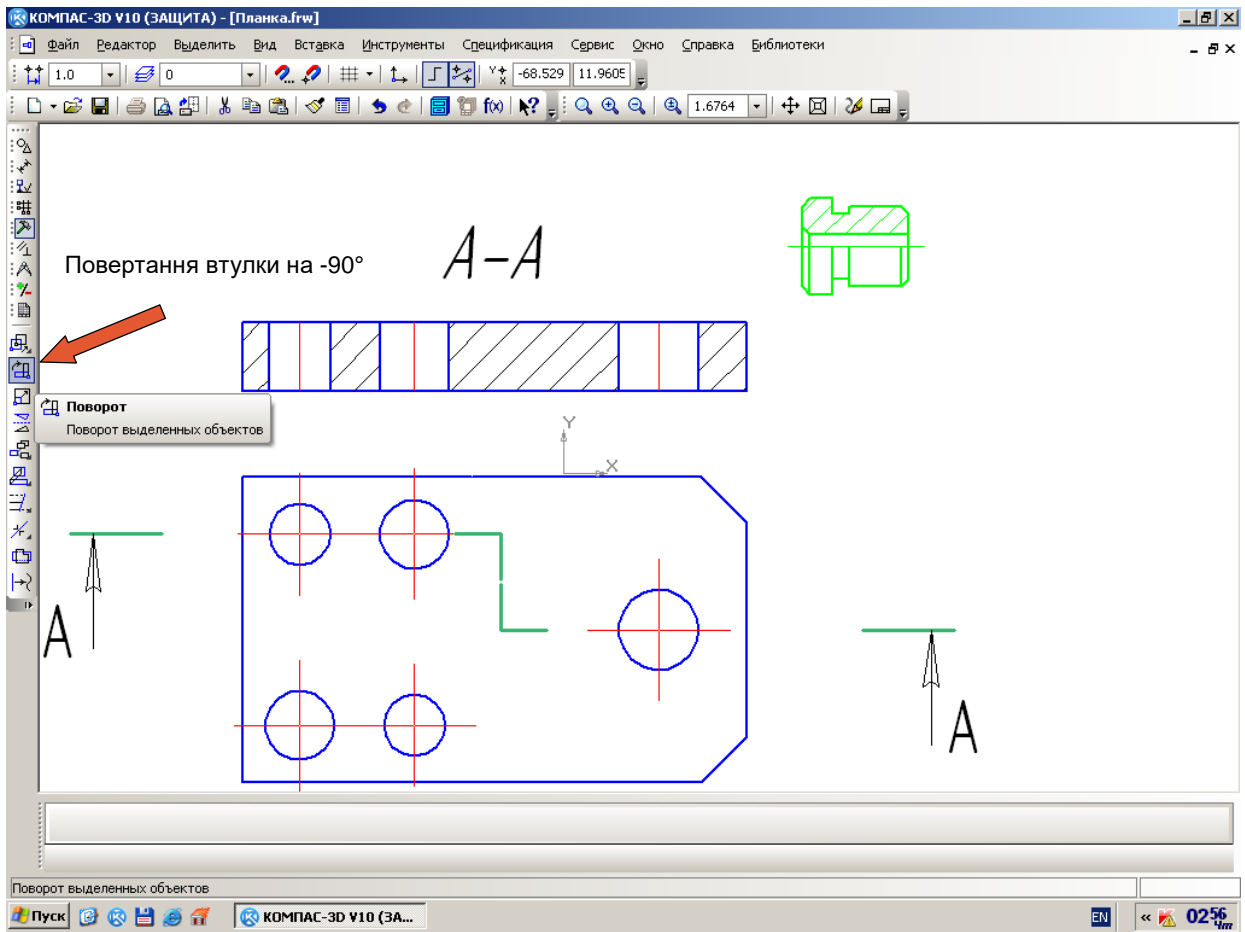 КОМПАС-3D V10 (ЗАЩИТА) - [Планка.frw]
Файл Редактор Выделить Вид Вставка Инструменты Спецификация Сервис Окно Справка Библиотеки
1.0 0 Y X -68.529 11.9605
f(x) 1.6764
А-А
Повертання втулки на -90°
Поворот
Поворот выделенных объектов
Y
X
А
А
Поворот выделенных объектов
Пуск КОМПАС-3D V10 (ЗА... EN « 02 56 Чт